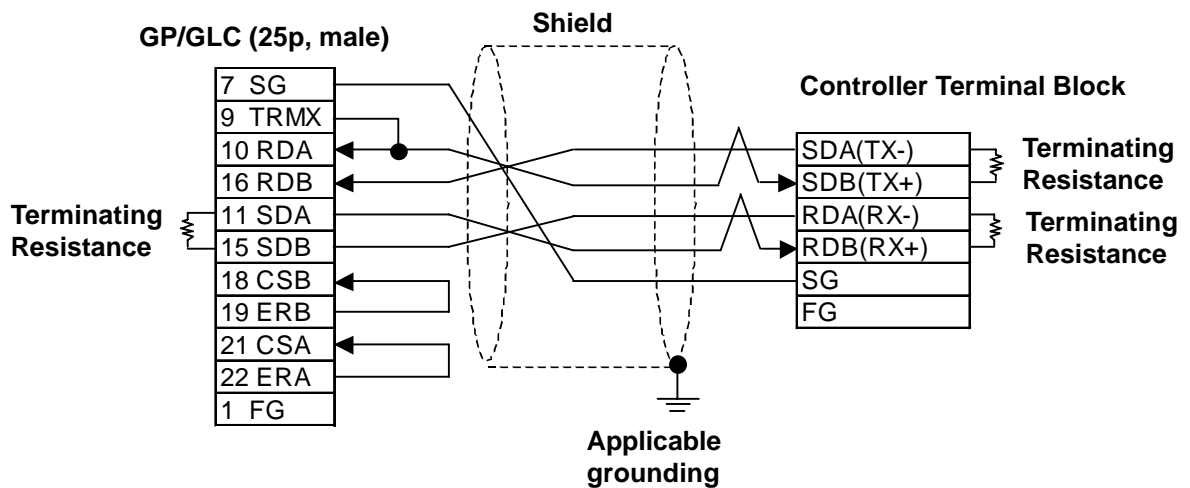 GP/GLC (25p, male)
Shield
7 SG
9 TRMX
10 RDA
16 RDB
11 SDA
15 SDB
18 CSB
19 ERB
21 CSA
22 ERA
1 FG
Terminating
Resistance
Controller Terminal Block
SDA(TX-)
SDB(TX+)
RDA(RX-)
RDB(RX+)
SG
FG
Terminating
Resistance
Terminating
Resistance
Applicable
grounding